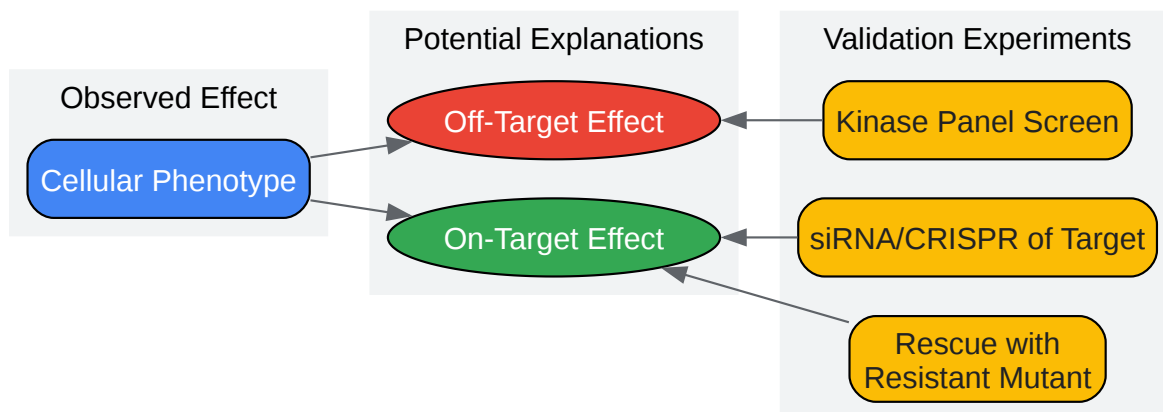 Observed Effect
Cellular Phenotype
Potential Explanations
Off-Target Effect
On-Target Effect
Validation Experiments
Kinase Panel Screen
siRNA/CRISPR of Target
Rescue with
Resistant Mutant